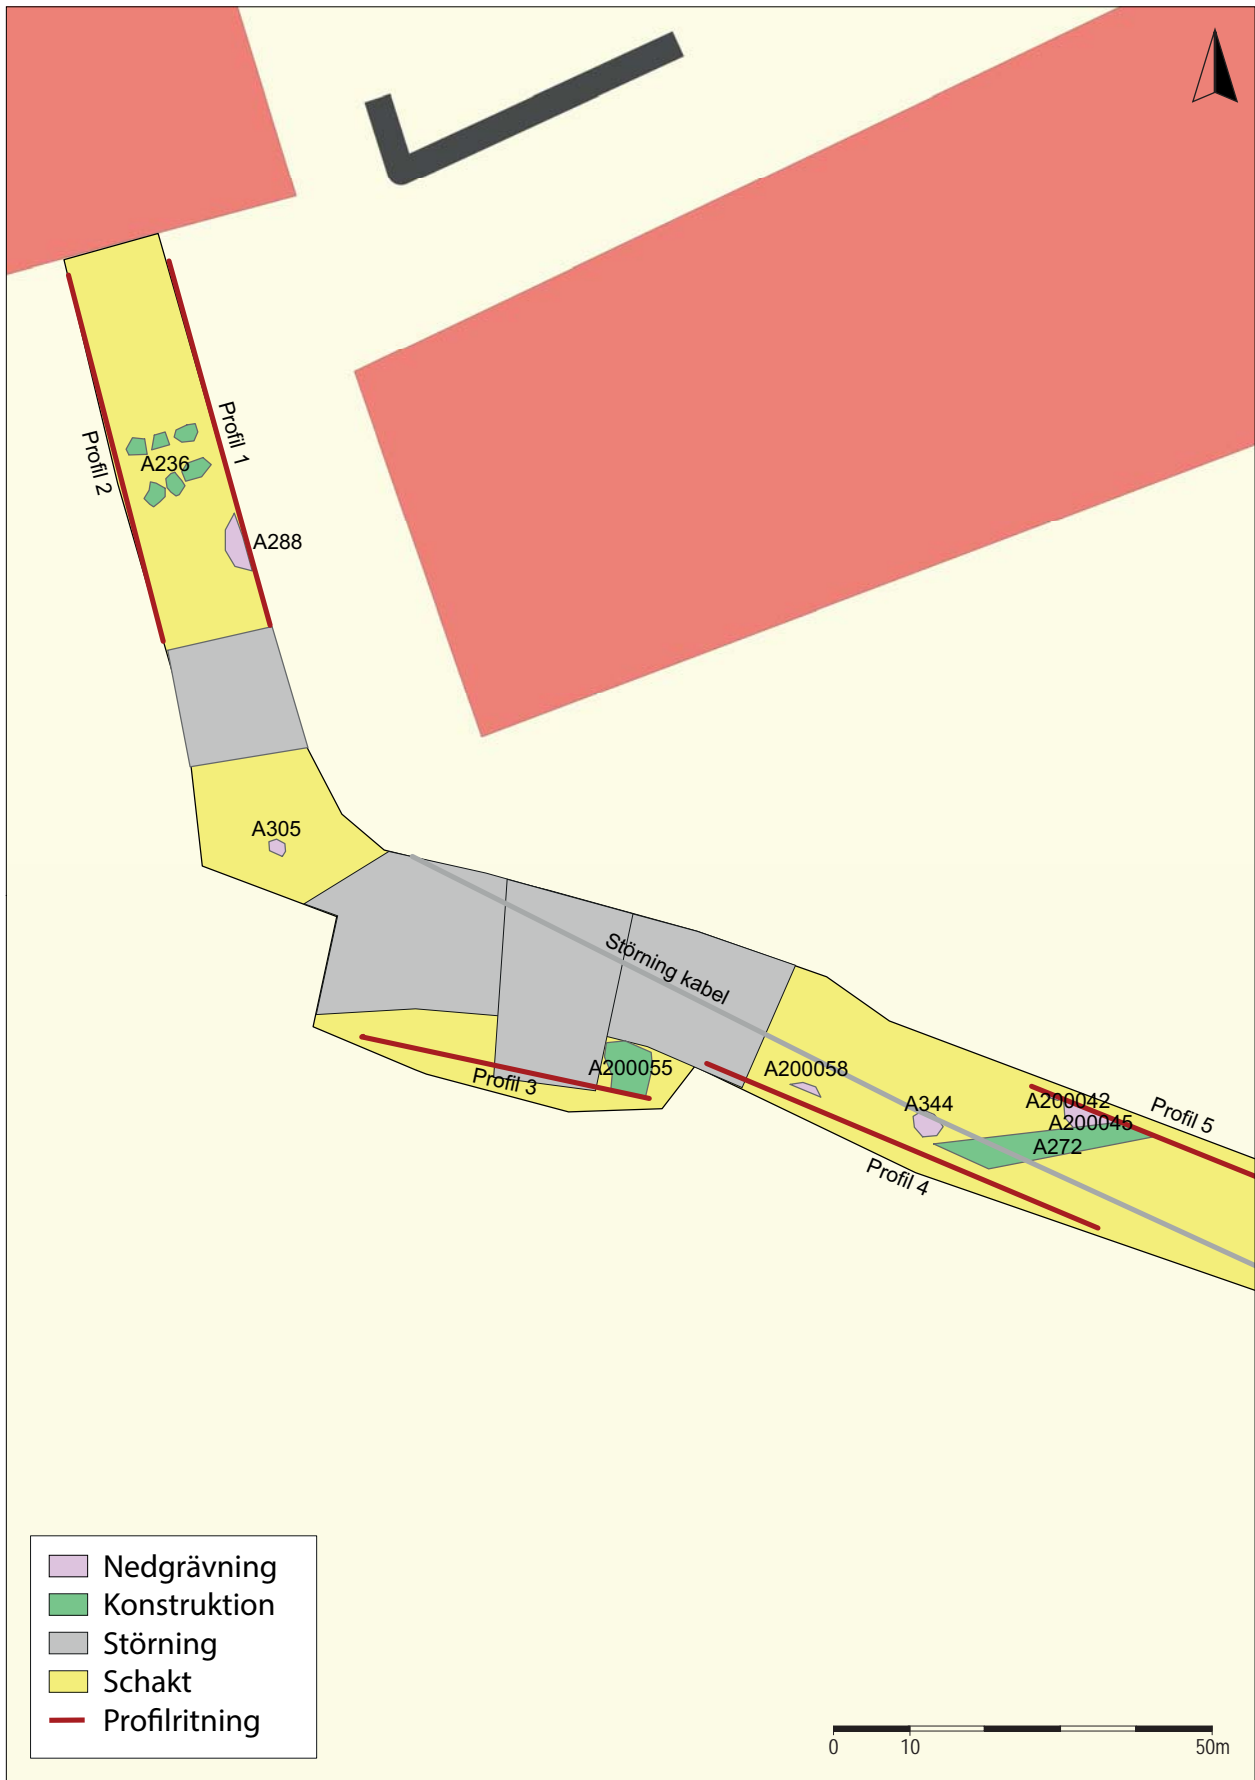 Profil 1
Profil 2
A236
A288
A305
Störning kabel
A200055
Profil 3
A200058
A344
A200042
A200045
A272
Profil 5
Profil 4
Nedgrävning
Konstruktion
Störning
Schakt
Profilritning
0 10 50m